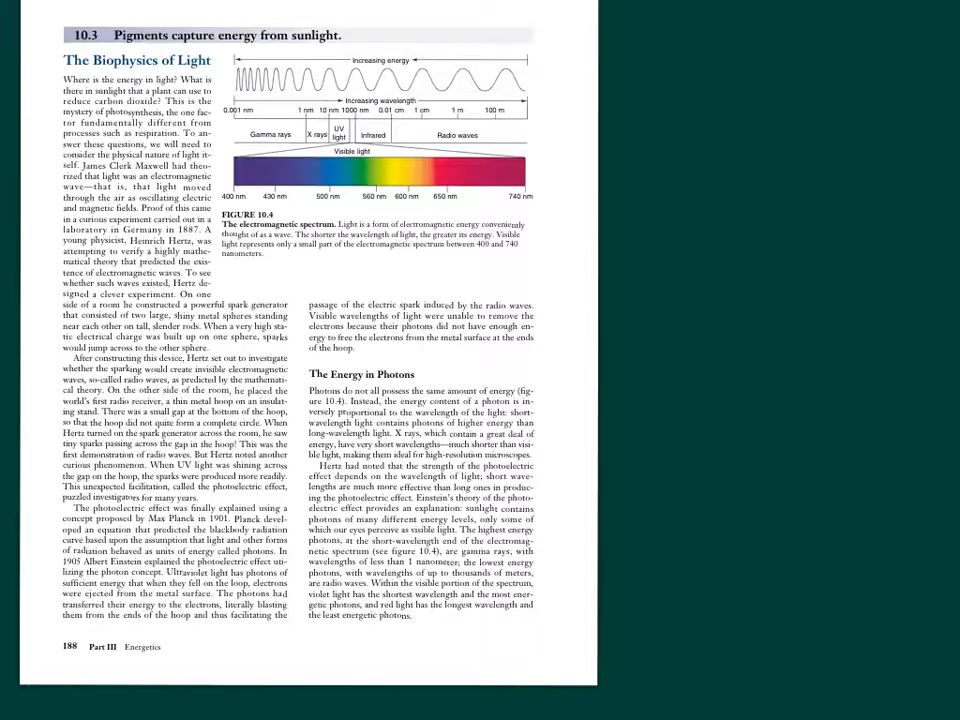 10.3 Pigments capture energy from sunlight.
The Biophysics of Light
Where is the energy in light? What is
there in sunlight that a plant can use to
reduce carbon dioxide? This is the
mystery of photosynthesis, the one fac-
tor fundamentally different from
processes such as respiration. To an-
swer these questions, we will need to
consider the physical nature of light it-
self. James Clerk Maxwell had theo-
rized that light was an electromagnetic
wave—that is, that light moved
through the air as oscillating electric
and magnetic fields. Proof of this came
in a curious experiment carried out in a
laboratory in Germany in 1887. A
young physicist, Heinrich Hertz, was
attempting to verify a highly mathe-
matical theory that predicted the exis-
tence of electromagnetic waves. To see
whether such waves existed, Hertz de-
signed a clever experiment. On one
side of a room he constructed a powerful spark generator
that consisted of two large, shiny metal spheres standing
near each other on tall, slender rods. When a very high sta-
tic electrical charge was built up on one sphere, sparks
would jump across to the other sphere.
After constructing this device, Hertz set out to investigate
whether the sparking would create invisible electromagnetic
waves, so-called radio waves, as predicted by the mathemati-
cal theory. On the other side of the room, he placed the
world's first radio receiver, a thin metal hoop on an insulat-
ing stand. There was a small gap at the bottom of the hoop,
so that the hoop did not quite form a complete circle. When
Hertz turned on the spark generator across the room, he saw
tiny sparks passing across the gap in the hoop! This was the
first demonstration of radio waves. But Hertz noted another
curious phenomenon. When UV light was shining across
the gap on the hoop, the sparks were produced more readily.
This unexpected facilitation, called the photoelectric effect,
puzzled investigators for many years.
The photoelectric effect was finally explained using a
concept proposed by Max Planck in 1901. Planck devel-
oped an equation that predicted the blackbody radiation
curve based upon the assumption that light and other forms
of radiation behaved as units of energy called photons. In
1905 Albert Einstein explained the photoelectric effect uti-
lizing the photon concept. Ultraviolet light has photons of
sufficient energy that when they fell on the loop, electrons
were ejected from the metal surface. The photons had
transferred their energy to the electrons, literally blasting
them from the ends of the hoop and thus facilitating the
Increasing energy
Increasing wavelength
0.001 nm 1 nm 10 nm 1000 nm 0.01 cm 1 cm 1 m 100 m
Gamma rays X rays UV light Infrared Radio waves
Visible light
400 nm 430 nm 500 nm 560 nm 600 nm 650 nm 740 nm
FIGURE 10.4
The electromagnetic spectrum. Light is a form of electromagnetic energy conveniently
thought of as a wave. The shorter the wavelength of light, the greater its energy. Visible
light represents only a small part of the electromagnetic spectrum between 400 and 740
nanometers.
passage of the electric spark induced by the radio waves.
Visible wavelengths of light were unable to remove the
electrons because their photons did not have enough en-
ergy to free the electrons from the metal surface at the ends
of the hoop.
The Energy in Photons
Photons do not all possess the same amount of energy (fig-
ure 10.4). Instead, the energy content of a photon is in-
versely proportional to the wavelength of the light: short-
wavelength light contains photons of higher energy than
long-wavelength light. X rays, which contain a great deal of
energy, have very short wavelengths—much shorter than visi-
ble light, making them ideal for high-resolution microscopes.
Hertz had noted that the strength of the photoelectric
effect depends on the wavelength of light; short wave-
lengths are much more effective than long ones in produc-
ing the photoelectric effect. Einstein's theory of the photo-
electric effect provides an explanation: sunlight contains
photons of many different energy levels, only some of
which our eyes perceive as visible light. The highest energy
photons, at the short-wavelength end of the electromag-
netic spectrum (see figure 10.4), are gamma rays, with
wavelengths of less than 1 nanometer; the lowest energy
photons, with wavelengths of up to thousands of meters,
are radio waves. Within the visible portion of the spectrum,
violet light has the shortest wavelength and the most ener-
getic photons, and red light has the longest wavelength and
the least energetic photons.
188 Part III Energetics